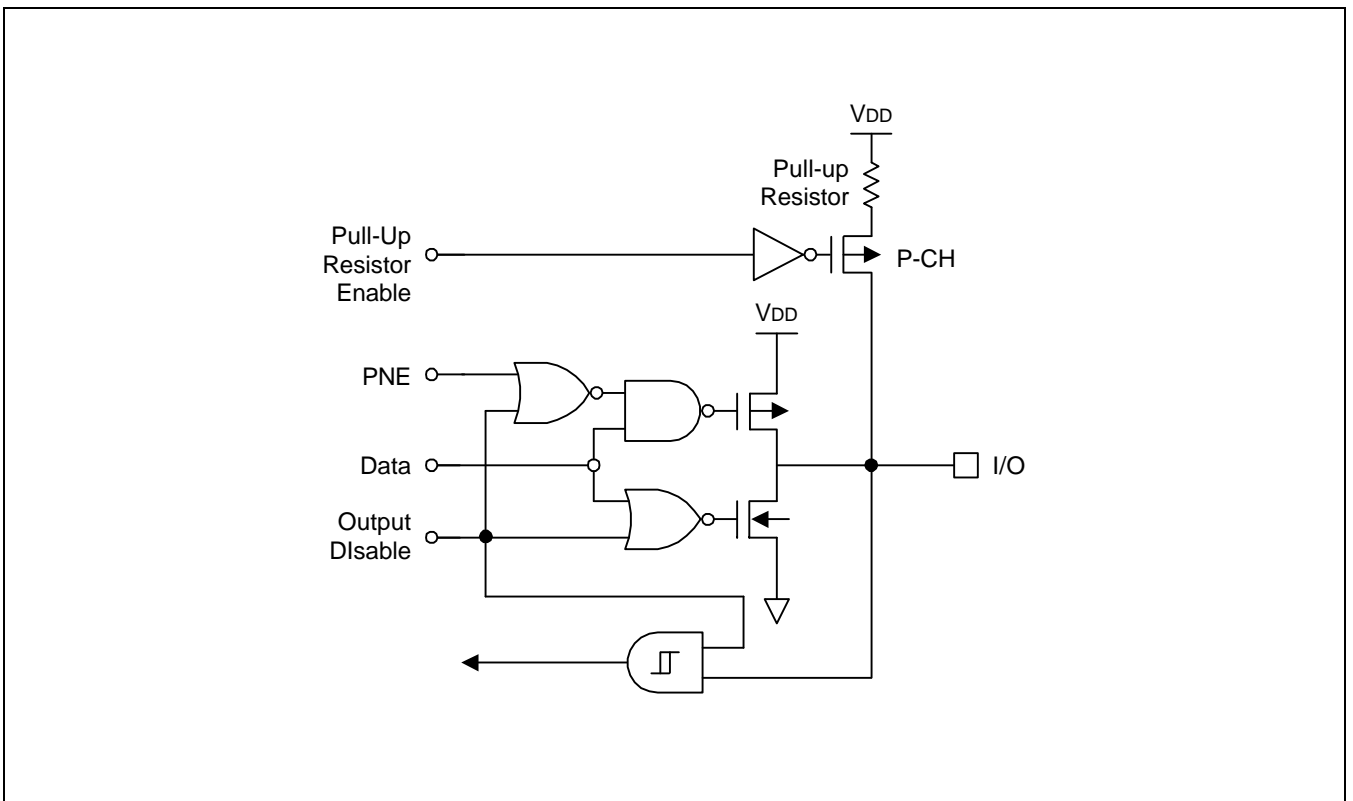 VDD
Pull-up
Resistor
Pull-Up
Resistor
Enable
P-CH
VDD
PNE
Data
I/O
Output
DIsable